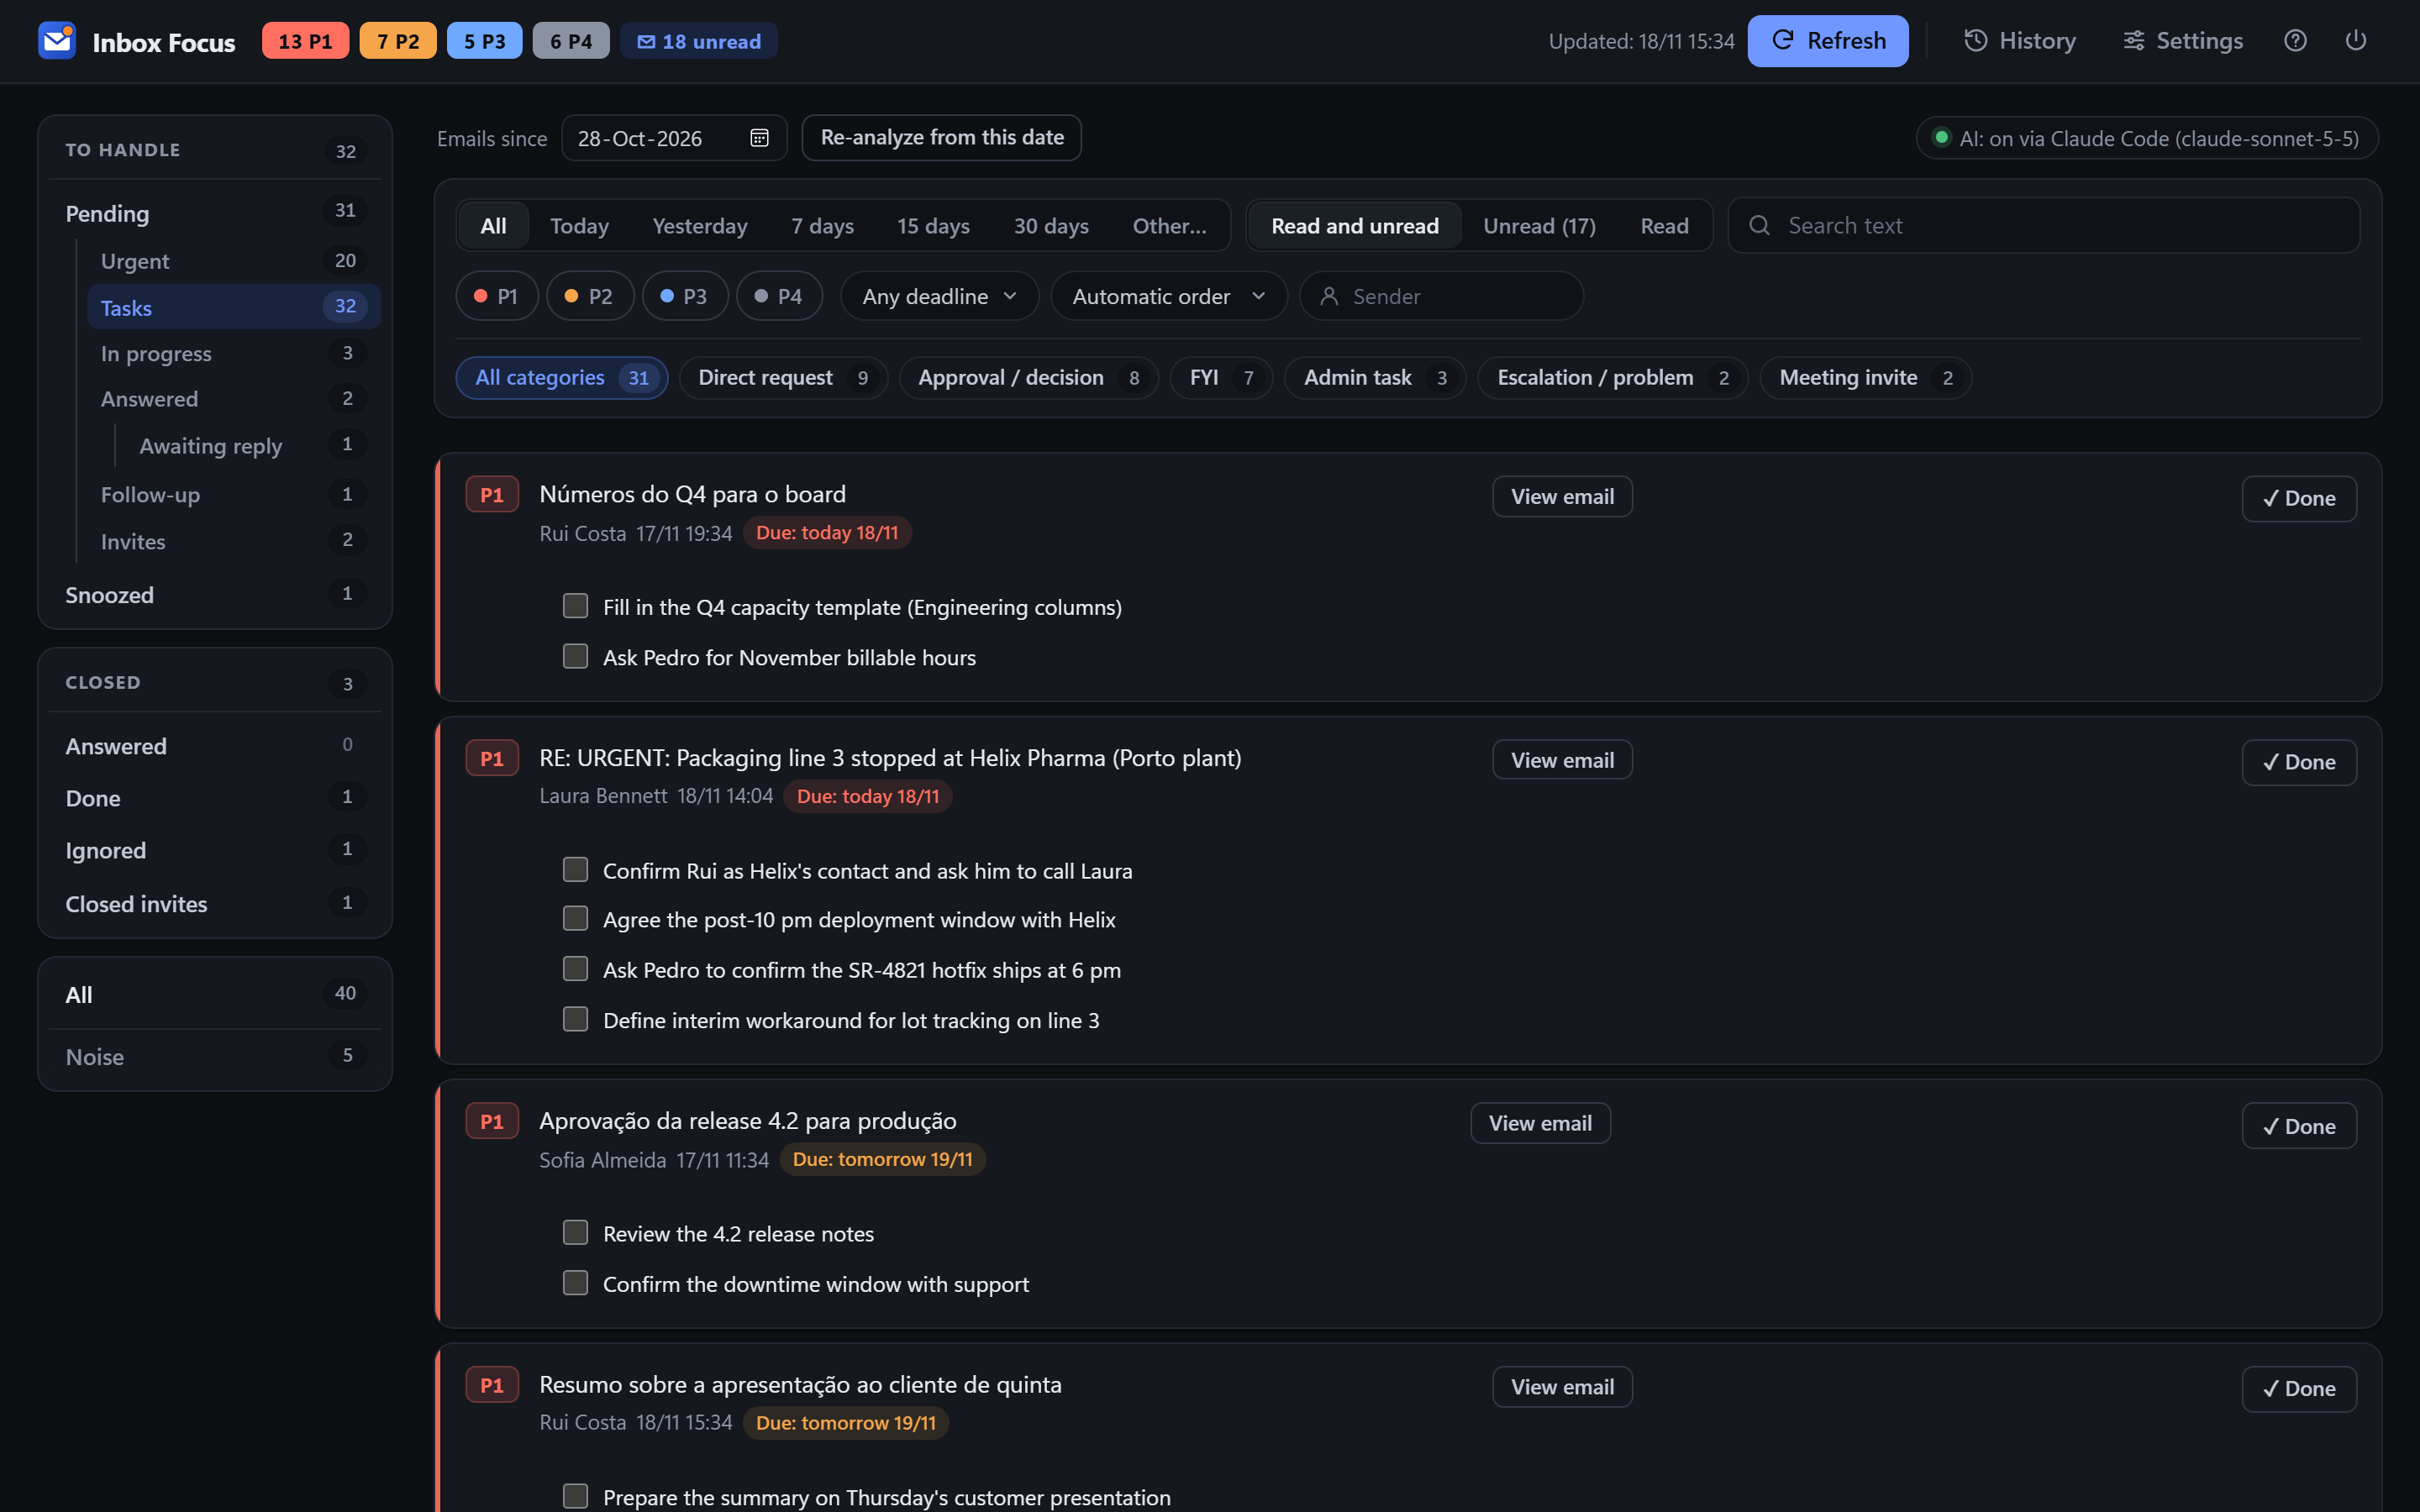 Inbox Focus 13 P1 7 P2 5 P3 6 P4 18 unread Updated: 18/11 15:34 Refresh History Settings
TO HANDLE 32
Pending 31
Urgent 20
Tasks 32
In progress 3
Answered 2
Awaiting reply 1
Follow-up 1
Invites 2
Snoozed 1
CLOSED 3
Answered 0
Done 1
Ignored 1
Closed invites 1
All 40
Noise 5
Emails since 28-Oct-2026 Re-analyze from this date AI: on via Claude Code (claude-sonnet-5-5)
All Today Yesterday 7 days 15 days 30 days Other... Read and unread Unread (17) Read Search text
P1 P2 P3 P4 Any deadline Automatic order Sender
All categories 31 Direct request 9 Approval / decision 8 FYI 7 Admin task 3 Escalation / problem 2 Meeting invite 2
P1 Números do Q4 para o board View email ✓ Done
Rui Costa 17/11 19:34 Due: today 18/11
Fill in the Q4 capacity template (Engineering columns)
Ask Pedro for November billable hours
P1 RE: URGENT: Packaging line 3 stopped at Helix Pharma (Porto plant) View email ✓ Done
Laura Bennett 18/11 14:04 Due: today 18/11
Confirm Rui as Helix's contact and ask him to call Laura
Agree the post-10 pm deployment window with Helix
Ask Pedro to confirm the SR-4821 hotfix ships at 6 pm
Define interim workaround for lot tracking on line 3
P1 Aprovação da release 4.2 para produção View email ✓ Done
Sofia Almeida 17/11 11:34 Due: tomorrow 19/11
Review the 4.2 release notes
Confirm the downtime window with support
P1 Resumo sobre a apresentação ao cliente de quinta View email ✓ Done
Rui Costa 18/11 15:34 Due: tomorrow 19/11
Prepare the summary on Thursday's customer presentation